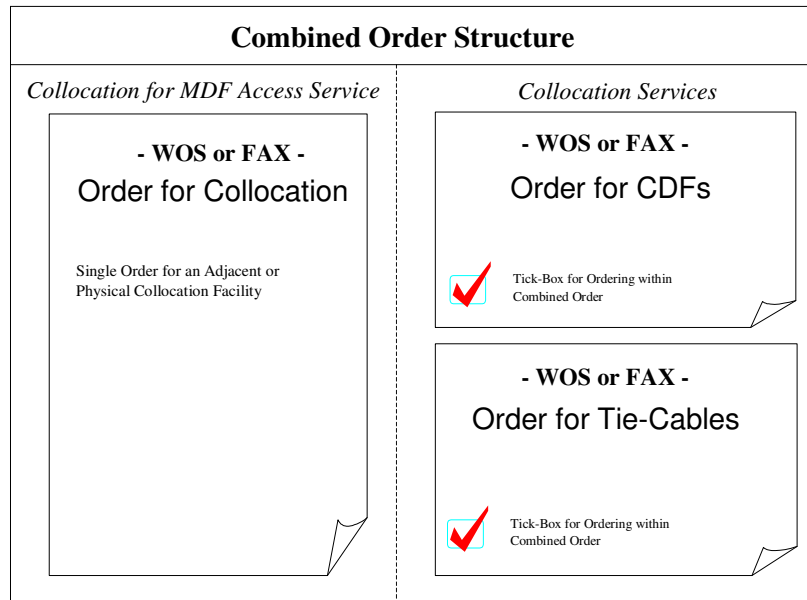 Combined Order Structure
Collocation for MDF Access Service
- WOS or FAX -
Order for Collocation
Single Order for an Adjacent or
Physical Collocation Facility
Collocation Services
- WOS or FAX -
Order for CDFs
Tick-Box for Ordering within
Combined Order
- WOS or FAX -
Order for Tie-Cables
Tick-Box for Ordering within
Combined Order